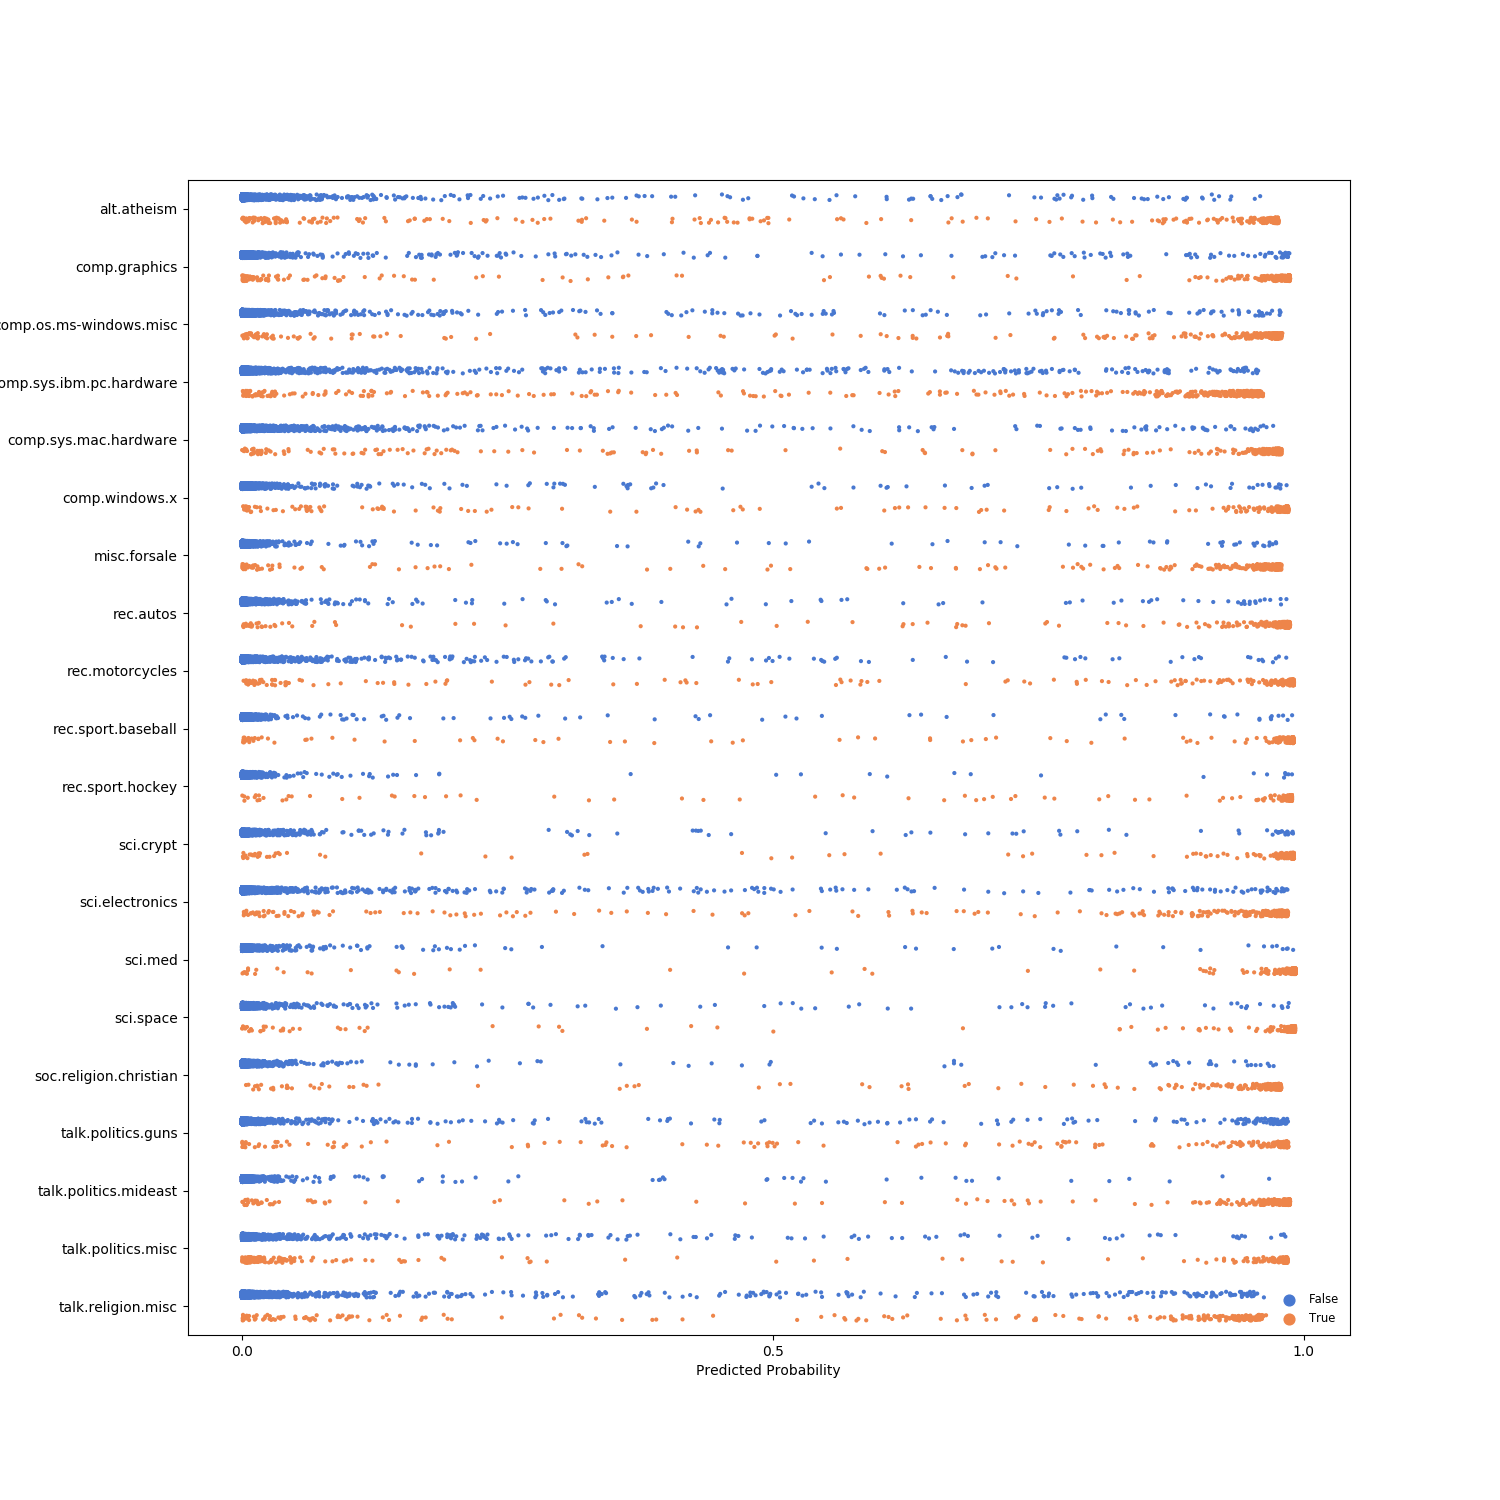 alt.atheism
comp.graphics
comp.os.ms-windows.misc
omp.sys.ibm.pc.hardware
comp.sys.mac.hardware
comp.windows.x
misc.forsale
rec.autos
rec.motorcycles
rec.sport.baseball
rec.sport.hockey
sci.crypt
sci.electronics
sci.med
sci.space
soc.religion.christian
talk.politics.guns
talk.politics.mideast
talk.politics.misc
talk.religion.misc
False
True
0.0 0.5 1.0
Predicted Probability